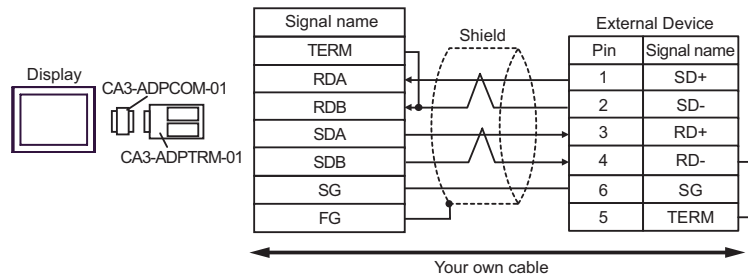 Display
CA3-ADPCOM-01
CA3-ADPTRM-01
Signal name
TERM
RDA
RDB
SDA
SDB
SG
FG
Shield
External Device
Pin Signal name
1 SD+
2 SD-
3 RD+
4 RD-
6 SG
5 TERM
Your own cable